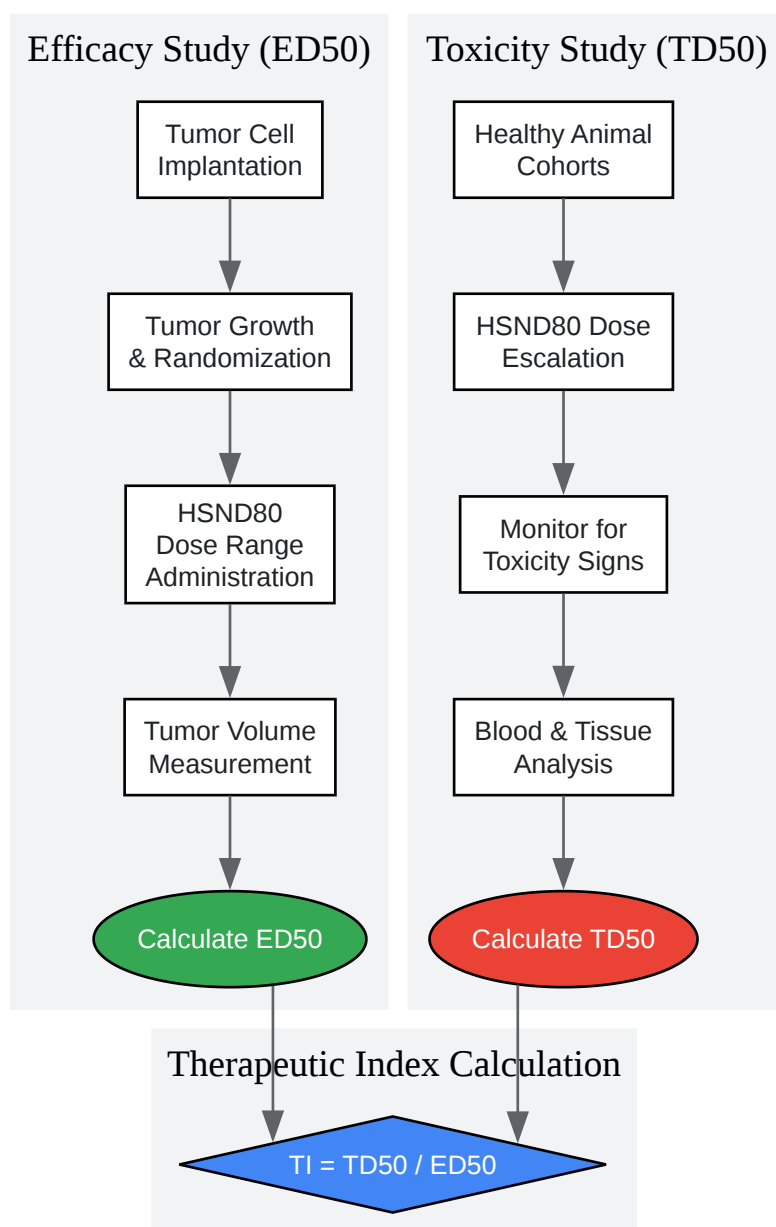 Efficacy Study (ED50)
Tumor Cell
Implantation
Tumor Growth
& Randomization
HSND80
Dose Range
Administration
Tumor Volume
Measurement
Calculate ED50
Toxicity Study (TD50)
Healthy Animal
Cohorts
HSND80 Dose
Escalation
Monitor for
Toxicity Signs
Blood & Tissue
Analysis
Calculate TD50
Therapeutic Index Calculation
TI = TD50 / ED50